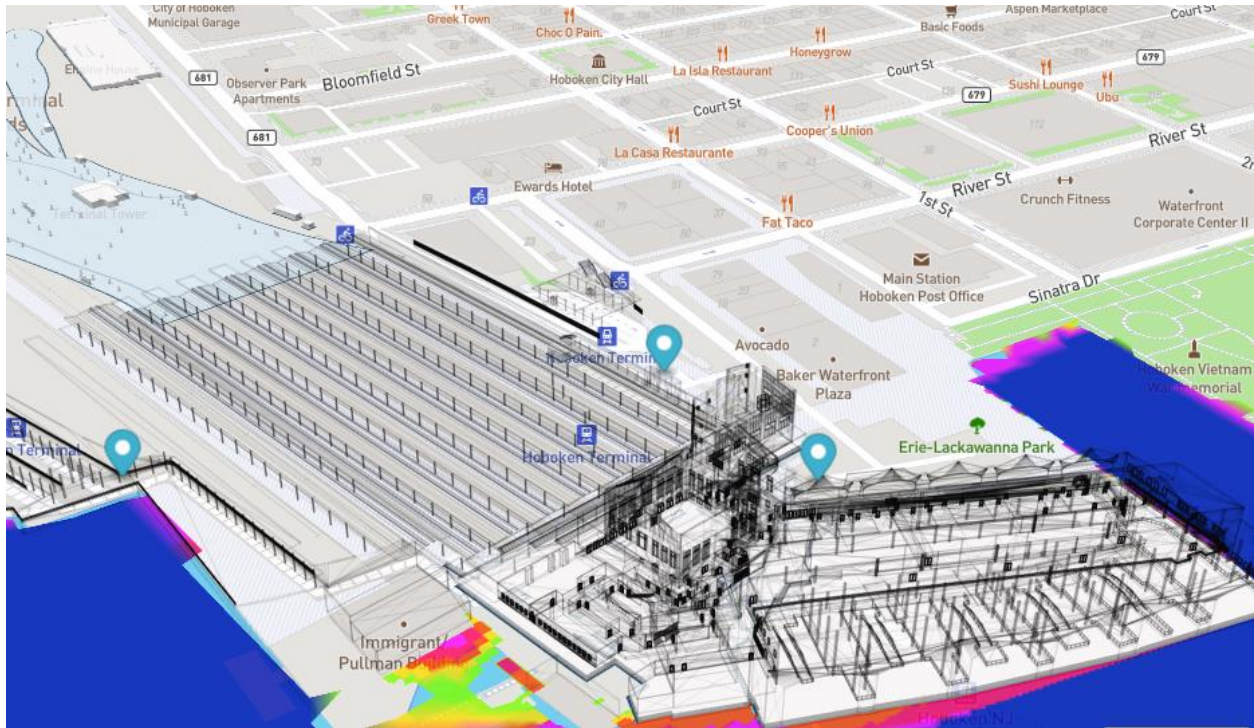 City of Hoboken
Municipal Garage
Greek Town
Choc O Pain.
Basic Foods
Aspen Marketplace
Court St
679
Honeygrow
Hoboken City Hall
La Isla Restaurant
Court St
Sushi Lounge
Ubu
681
Observer Park
Apartments
Bloomfield St
679
Court St
Cooper's Union
River St
681
La Casa Restaurante
Ewards Hotel
River St
Crunch Fitness
1st St
Waterfront
Corporate Center II
Terminal Tower
Fat Taco
Main Station
Hoboken Post Office
Sinatra Dr
Avocado
Baker Waterfront
Plaza
Hoboken Vietnam
Hoboken Terminal
Erie-Lackawanna Park
Immigrant/
Pullman
Hoboken NJ